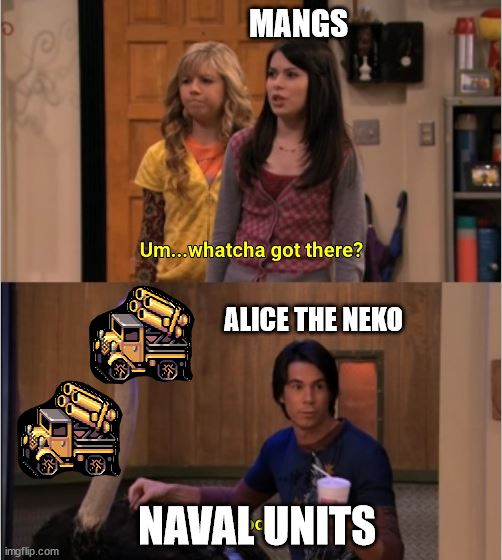 MANGS
Um...whatcha got there?
ALICE THE NEKO
NAVAL UNITS
imgflip.com